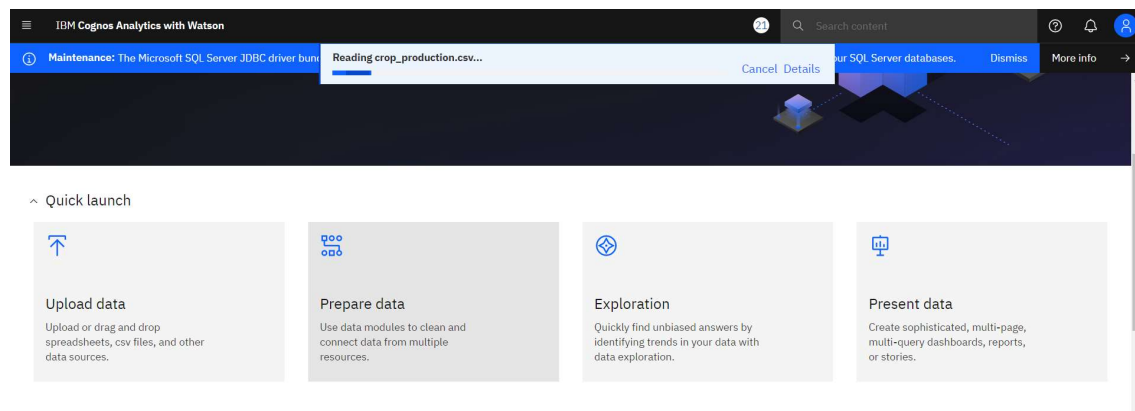 IBM Cognos Analytics with Watson
21
Search content
Maintenance: The Microsoft SQL Server JDBC driver bun
Reading crop_production.csv...
Cancel Details
our SQL Server databases.
Dismiss
More info
Quick launch
Upload data
Upload or drag and drop
spreadsheets, csv files, and other
data sources.
Prepare data
Use data modules to clean and
connect data from multiple
resources.
Exploration
Quickly find unbiased answers by
identifying trends in your data with
data exploration.
Present data
Create sophisticated, multi-page,
multi-query dashboards, reports,
or stories.